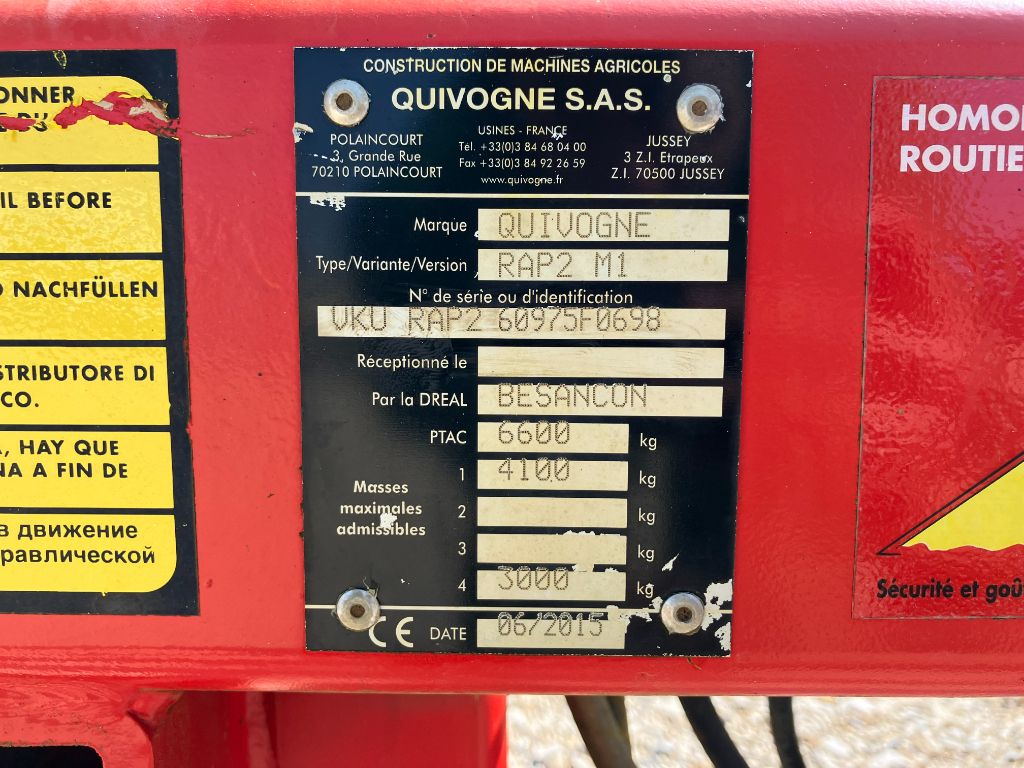 ONNER
IL BEFORE
O NACHFÜLLEN
STRIBUTORE DI
CO.
, HAY QUE
NA A FIN DE
в движение
равлической
CONSTRUCTION DE MACHINES AGRICOLES
QUIVOGNE S.A.S.
POLAINCOURT
3, Grande Rue
70210 POLAINCOURT
USINES - FRANCE
Tél. +33(0)3 84 68 04 00
Fax +33(0)3 84 92 26 59
www.quivogne.fr
JUSSEY
3 Z.I. Etrapeux
Z.I. 70500 JUSSEY
Marque QUIVOGNE
Type/Variante/Version RAP2 M1
N° de série ou d'identification
VKU RAP2 60975F0698
Réceptionné le
Par la DREAL BESANCON
PTAC 6600 kg
Masses
maximales
admissibles
1 4100 kg
2 kg
3 kg
4 3000 kg
CE DATE 06/2015
HOMO
ROUTIE
Sécurité et goû